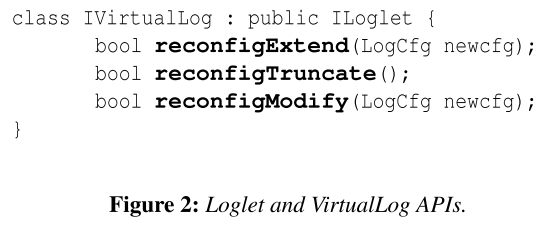 class IVirtualLog : public ILoglet {
bool reconfigExtend(LogCfg newcfg);
bool reconfigTruncate();
bool reconfigModify(LogCfg newcfg);
}
Figure 2: Loglet and VirtualLog APIs.